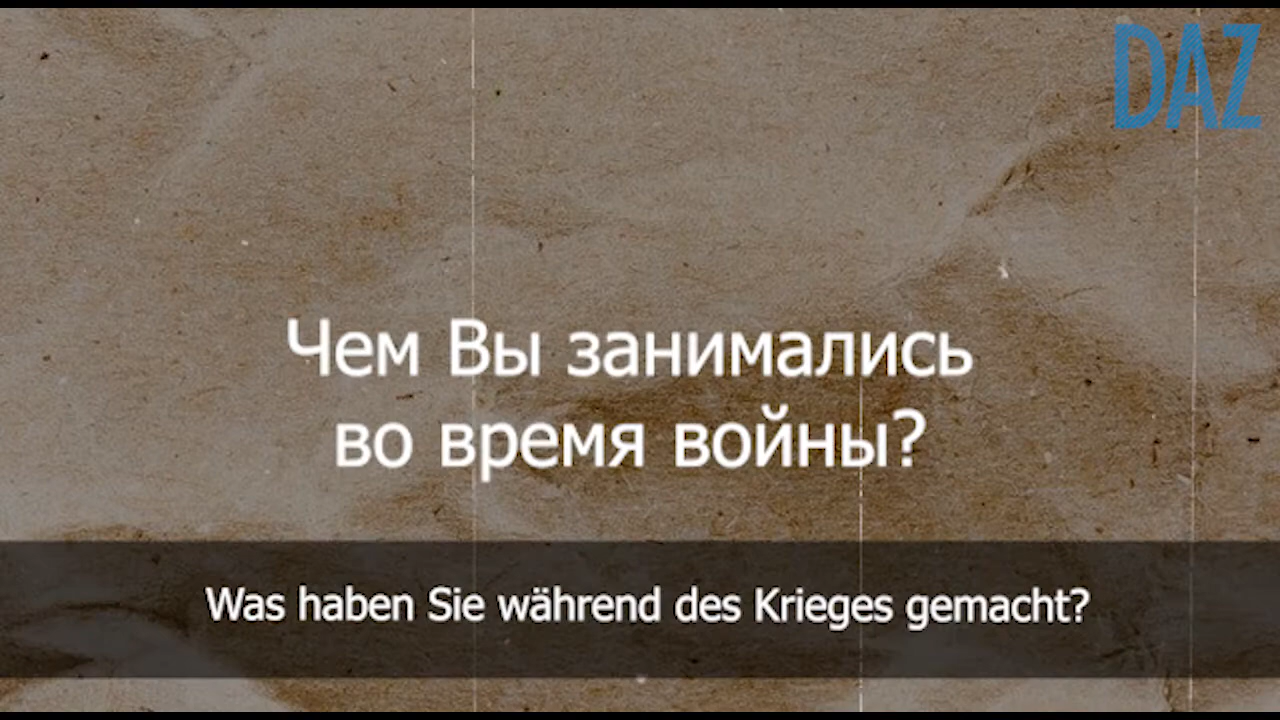 DAZ
Чем Вы занимались
во время войны?
Was haben Sie während des Krieges gemacht?